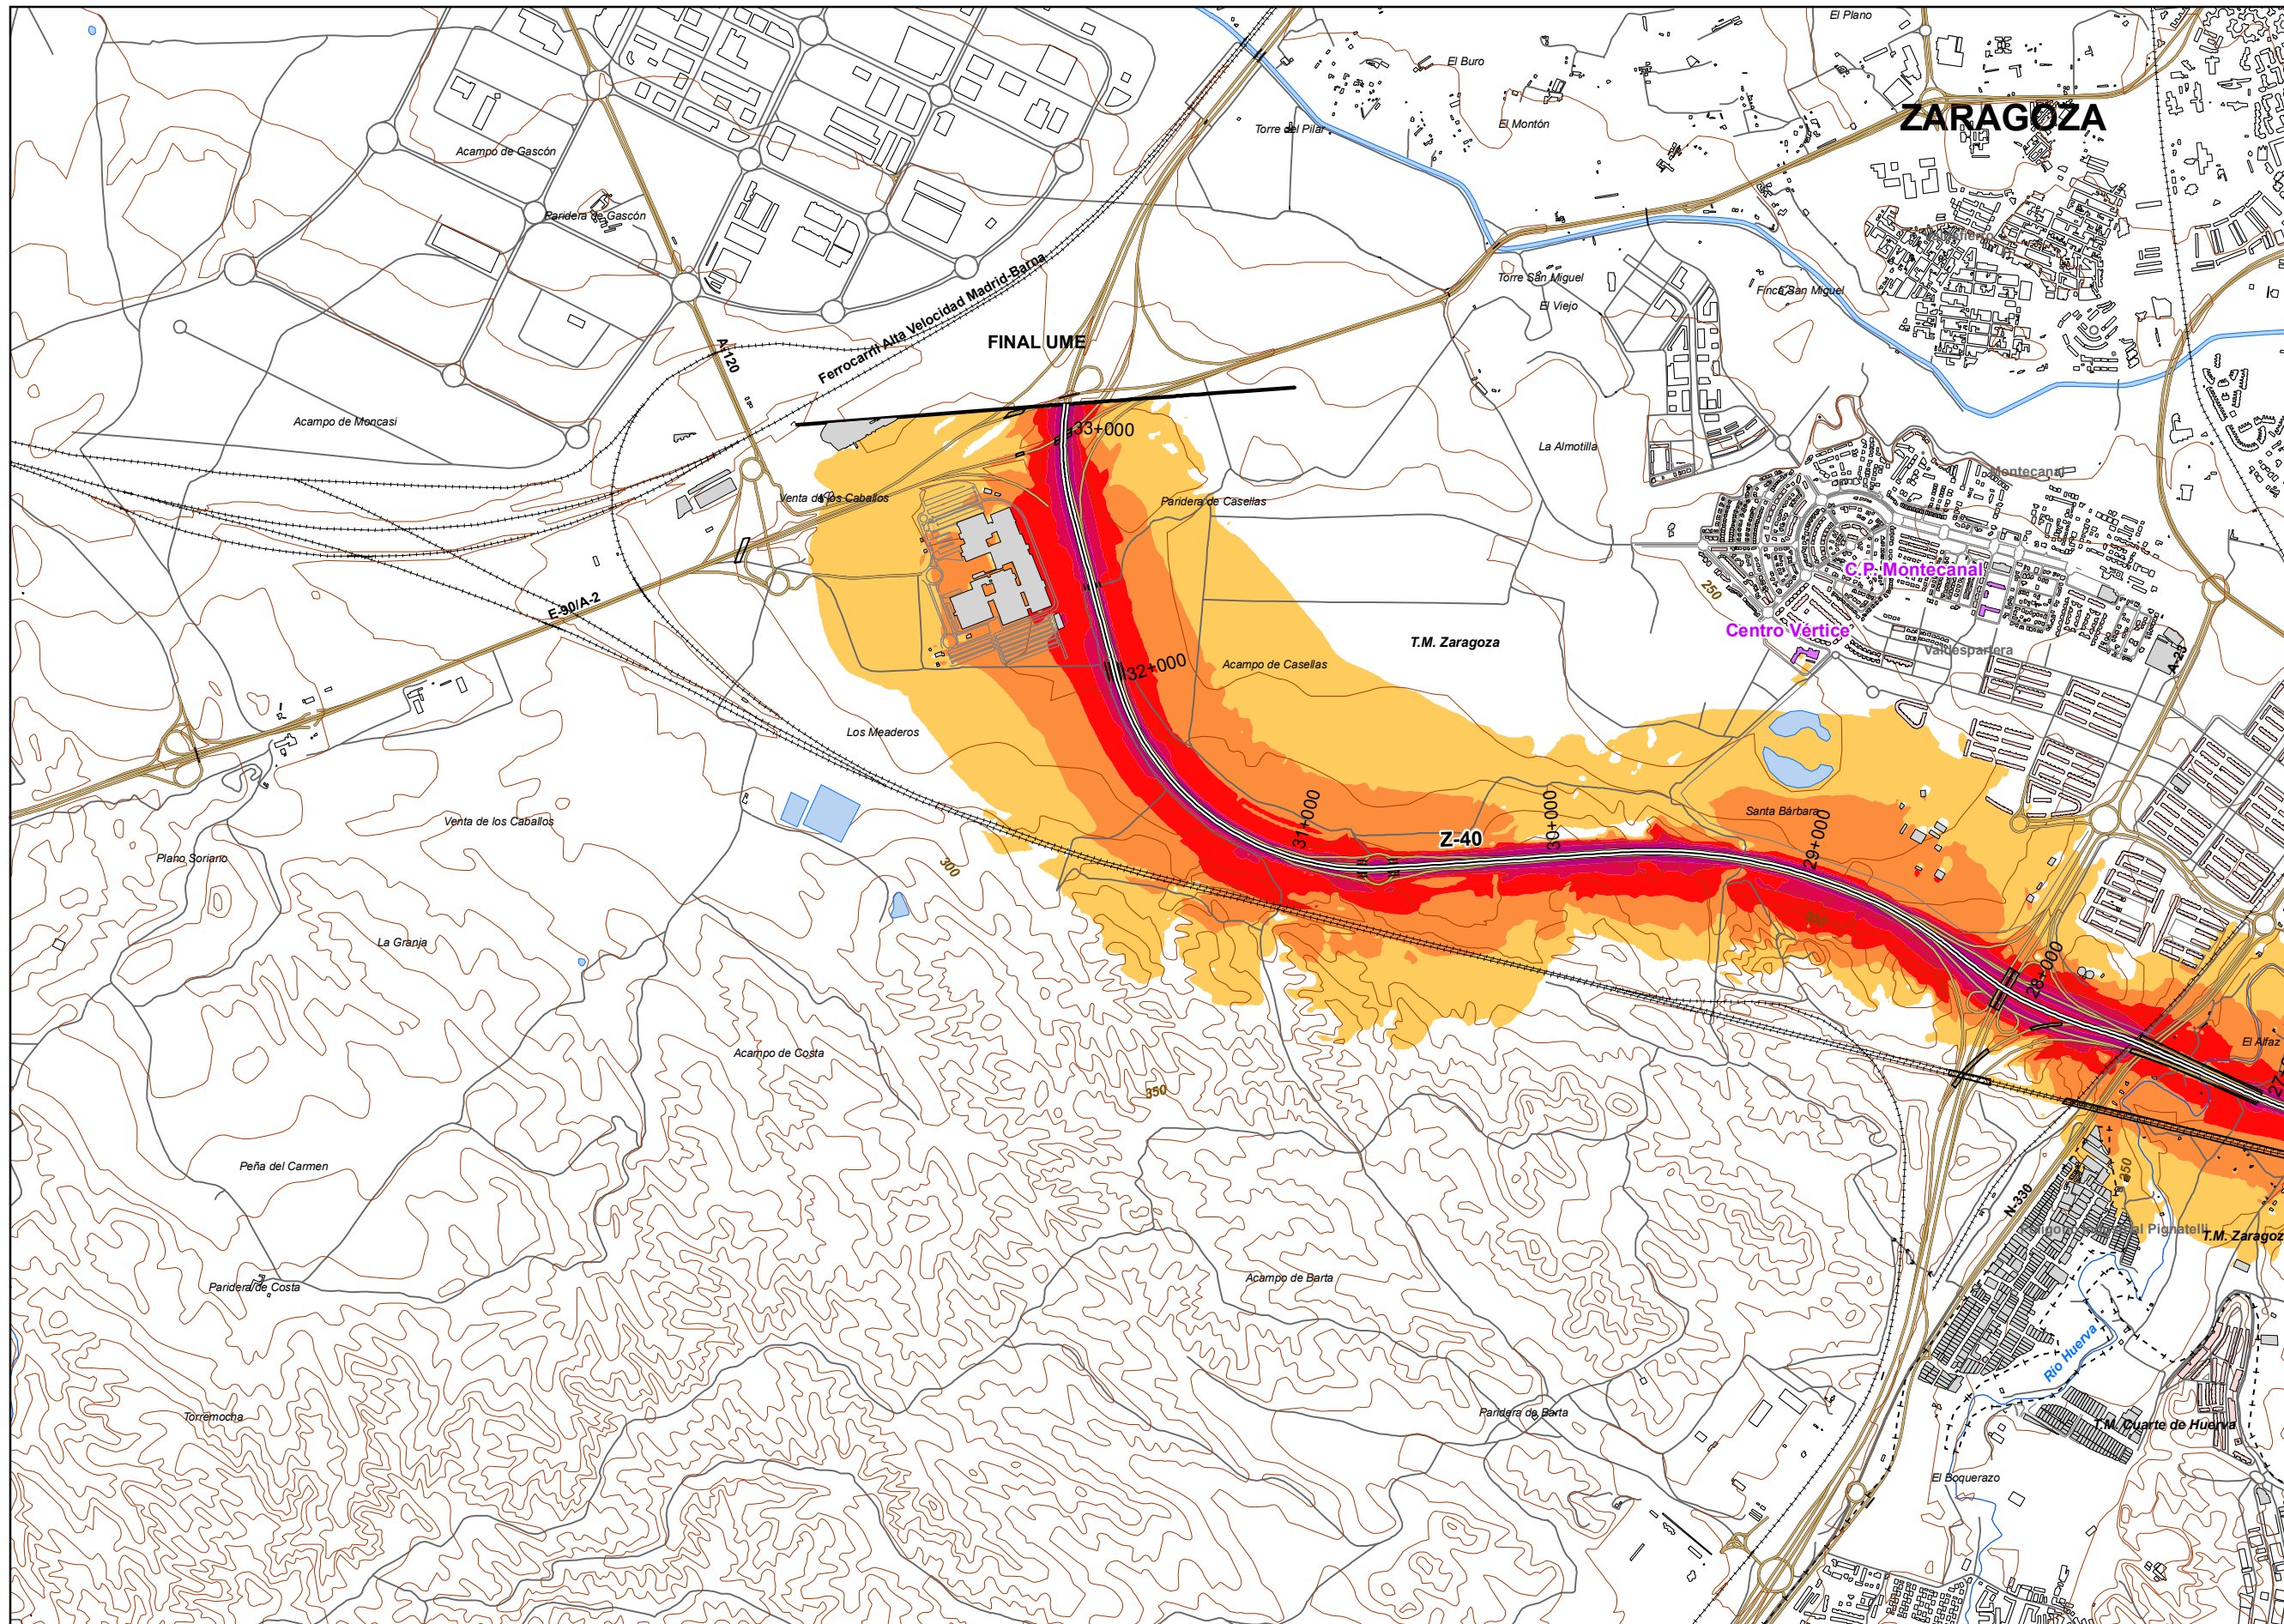 El Plano
El Buro
ZARAGOZA
Torre del Pilar
El Montón
Acampo de Gascón
Paridera de Gascón
Ferrocarril Alta Velocidad Madrid-Barna
Torre San Miguel
El Viejo
Finca San Miguel
FINAL UME
A-120
Acampo de Moncasi
33+000
La Almotilla
Montecanal
Venta de los Caballos
Paridera de Casellas
C.P. Montecanal
250
E-90/A-2
Centro Vértice
T.M. Zaragoza
Valdespartera
A-23
32+000
Acampo de Casellas
Los Meaderos
Santa Bárbara
31+000
30+000
29+000
Z-40
Venta de los Caballos
Plano Soriano
300
300
La Granja
28+000
El Alfaz
Acampo de Costa
350
Peña del Carmen
250
N-330
T.M. Zaragoz
Acampo de Barta
Paridera de Costa
Río Huerva
Torremocha
Paridera de Barta
T.M. Cuarte de Huerva
El Boquerazo